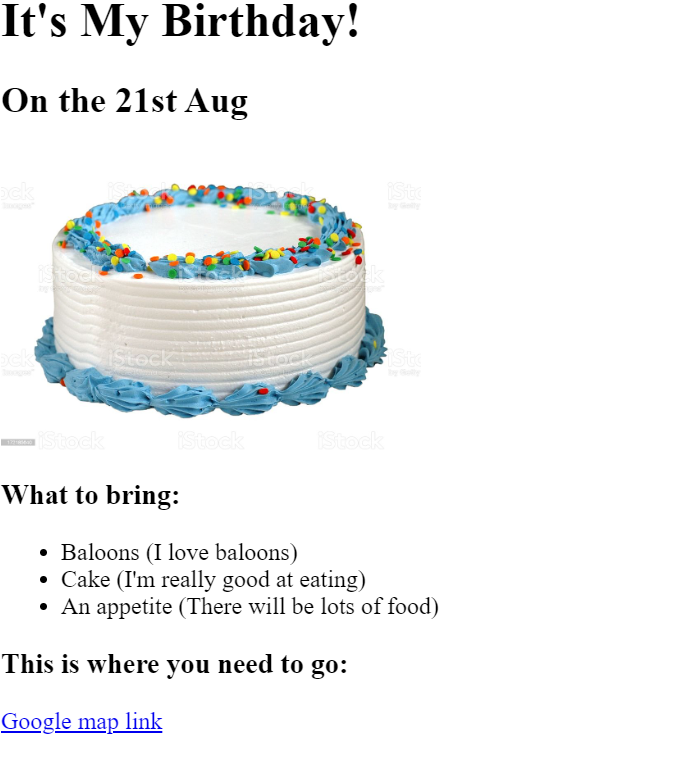 It's My Birthday!
On the 21st Aug
iStock
iStock
iStock
iStock
iStock
iStock
iStock
iStock
What to bring:
Baloons (I love baloons)
Cake (I'm really good at eating)
An appetite (There will be lots of food)
This is where you need to go:
Google map link